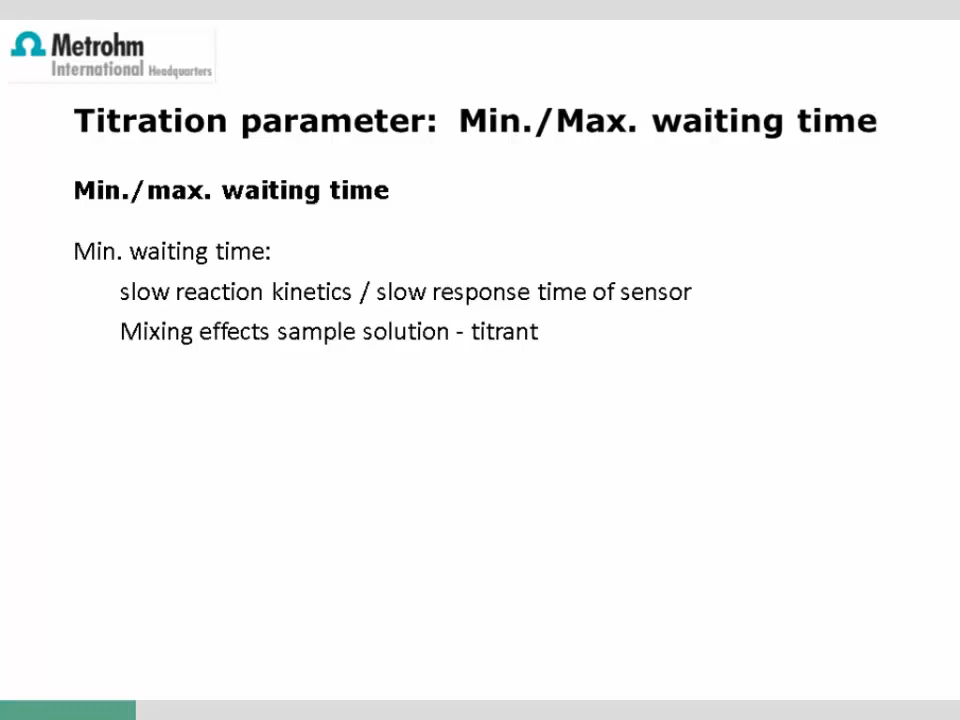 Metrohm
International Headquarters
Titration parameter: Min./Max. waiting time
Min./max. waiting time
Min. waiting time:
slow reaction kinetics / slow response time of sensor
Mixing effects sample solution - titrant